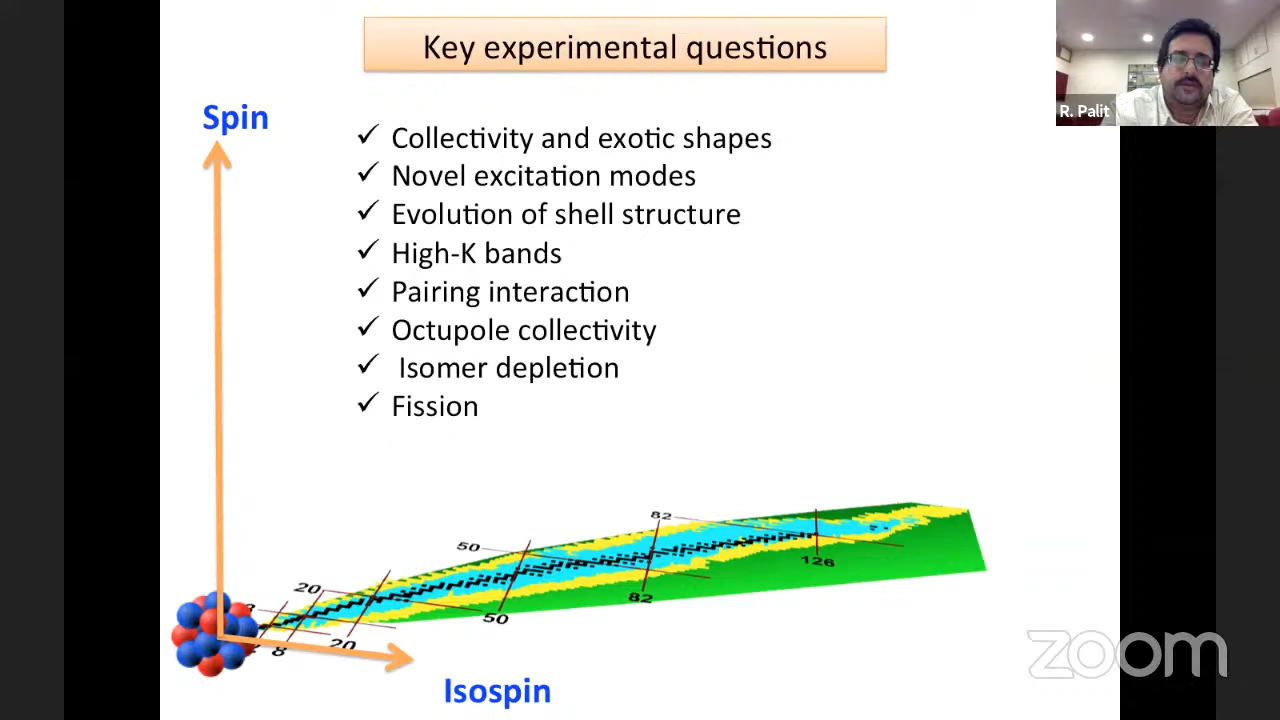 Key experimental questions
R. Palit
Spin
✓ Collectivity and exotic shapes
✓ Novel excitation modes
✓ Evolution of shell structure
✓ High-K bands
✓ Pairing interaction
✓ Octupole collectivity
✓ Isomer depletion
✓ Fission
82
50
126
20
82
50
20
8
zoom
Isospin